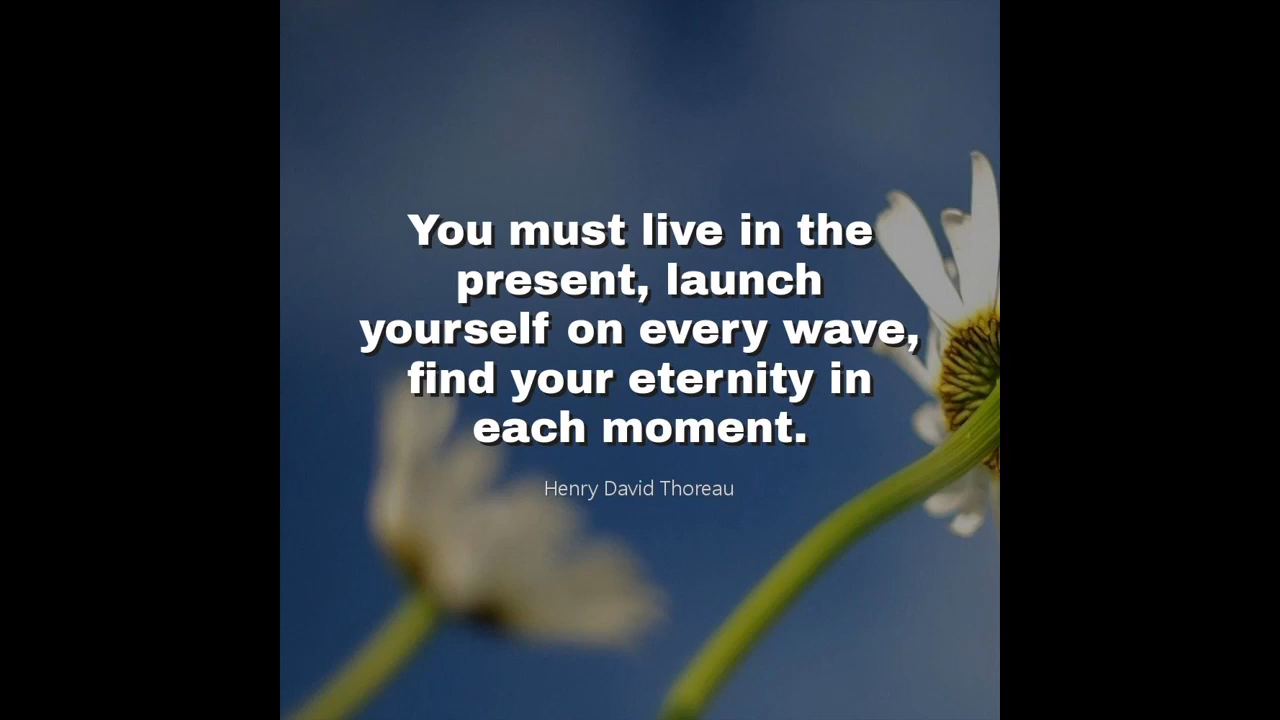 You must live in the
present, launch
yourself on every wave,
find your eternity in
each moment.
Henry David Thoreau